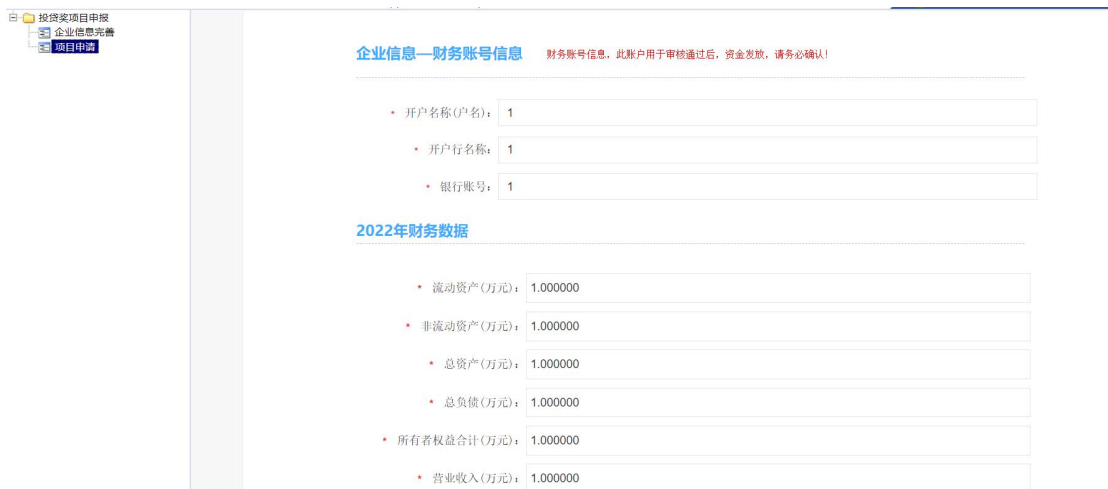 投贷奖项目申报
企业信息完善
项目申请
企业信息—财务账号信息 财务账号信息，此账户用于审核通过后，资金发放，请务必确认！
* 开户名称(户名)： 1
* 开户行名称： 1
* 银行账号： 1
2022年财务数据
* 流动资产(万元)： 1.000000
* 非流动资产(万元)： 1.000000
* 总资产(万元)： 1.000000
* 总负债(万元)： 1.000000
* 所有者权益合计(万元)： 1.000000
* 营业收入(万元)： 1.000000